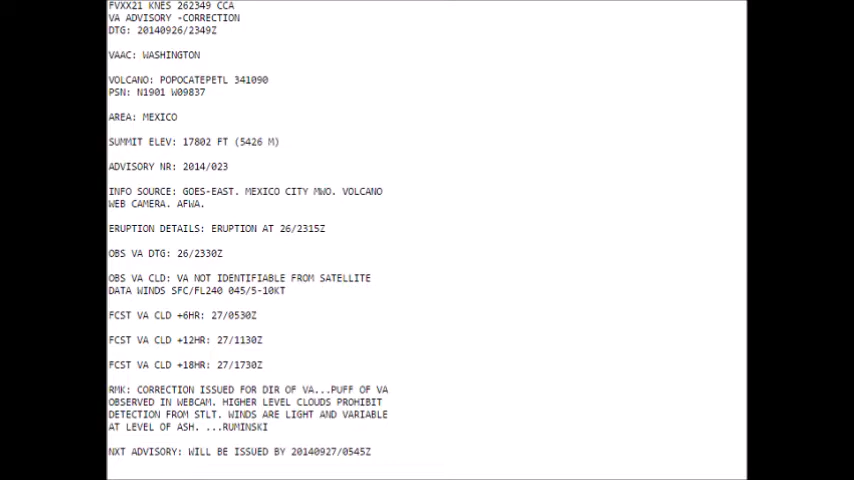 FVXX21 KNES 262349 CCA
VA ADVISORY -CORRECTION
DTG: 20140926/2349Z
VAAC: WASHINGTON
VOLCANO: POPOCATEPETL 341090
PSN: N1901 W09837
AREA: MEXICO
SUMMIT ELEV: 17802 FT (5426 M)
ADVISORY NR: 2014/023
INFO SOURCE: GOES-EAST. MEXICO CITY MWO. VOLCANO
WEB CAMERA. AFWA.
ERUPTION DETAILS: ERUPTION AT 26/2315Z
OBS VA DTG: 26/2330Z
OBS VA CLD: VA NOT IDENTIFIABLE FROM SATELLITE
DATA WINDS SFC/FL240 045/5-10KT
FCST VA CLD +6HR: 27/0530Z
FCST VA CLD +12HR: 27/1130Z
FCST VA CLD +18HR: 27/1730Z
RMK: CORRECTION ISSUED FOR DIR OF VA...PUFF OF VA
OBSERVED IN WEBCAM. HIGHER LEVEL CLOUDS PROHIBIT
DETECTION FROM STLT. WINDS ARE LIGHT AND VARIABLE
AT LEVEL OF ASH. ...RUMINSKI
NXT ADVISORY: WILL BE ISSUED BY 20140927/0545Z